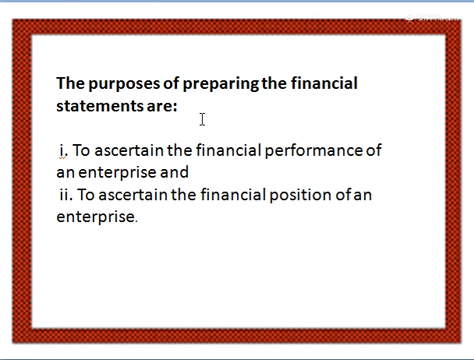 The purposes of preparing the financial
statements are:
i. To ascertain the financial performance of
an enterprise and
ii. To ascertain the financial position of an
enterprise.